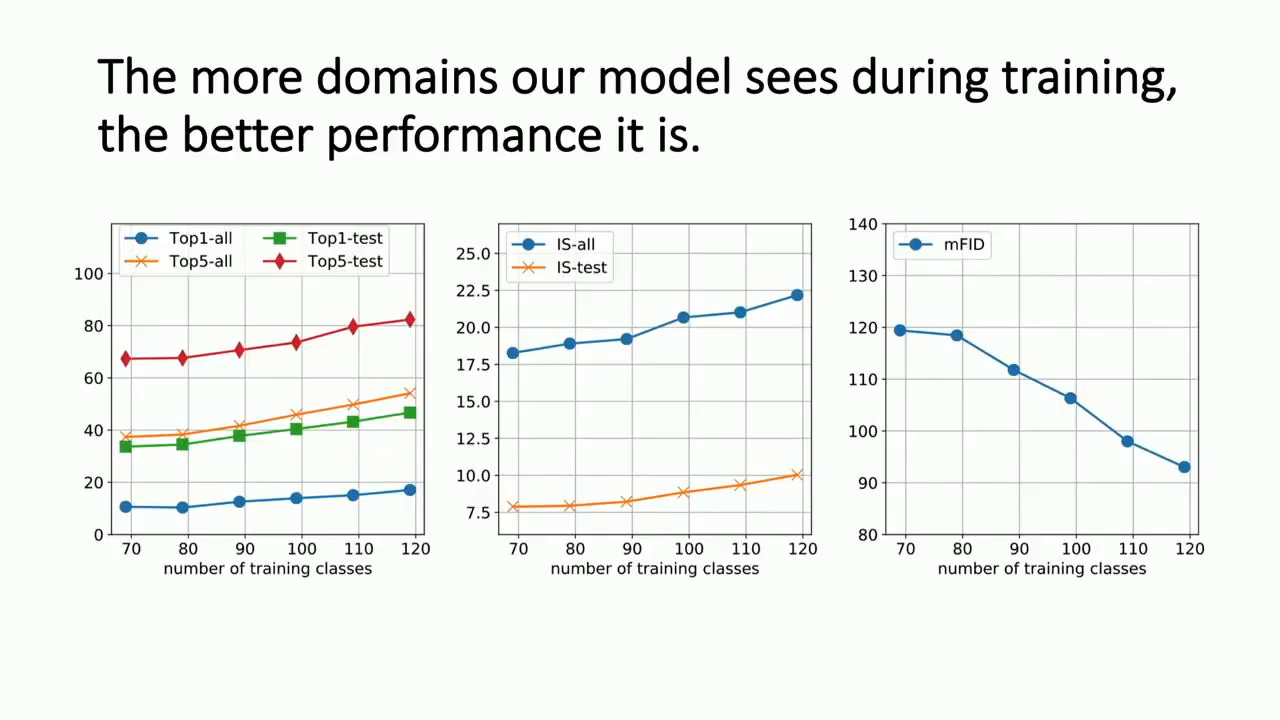 The more domains our model sees during training,
the better performance it is.
Top1-all Top1-test
Top5-all Top5-test
100
80
60
40
20
0
70 80 90 100 110 120
number of training classes
IS-all
IS-test
25.0
22.5
20.0
17.5
15.0
12.5
10.0
7.5
70 80 90 100 110 120
number of training classes
mFID
140
130
120
110
100
90
80
70 80 90 100 110 120
number of training classes